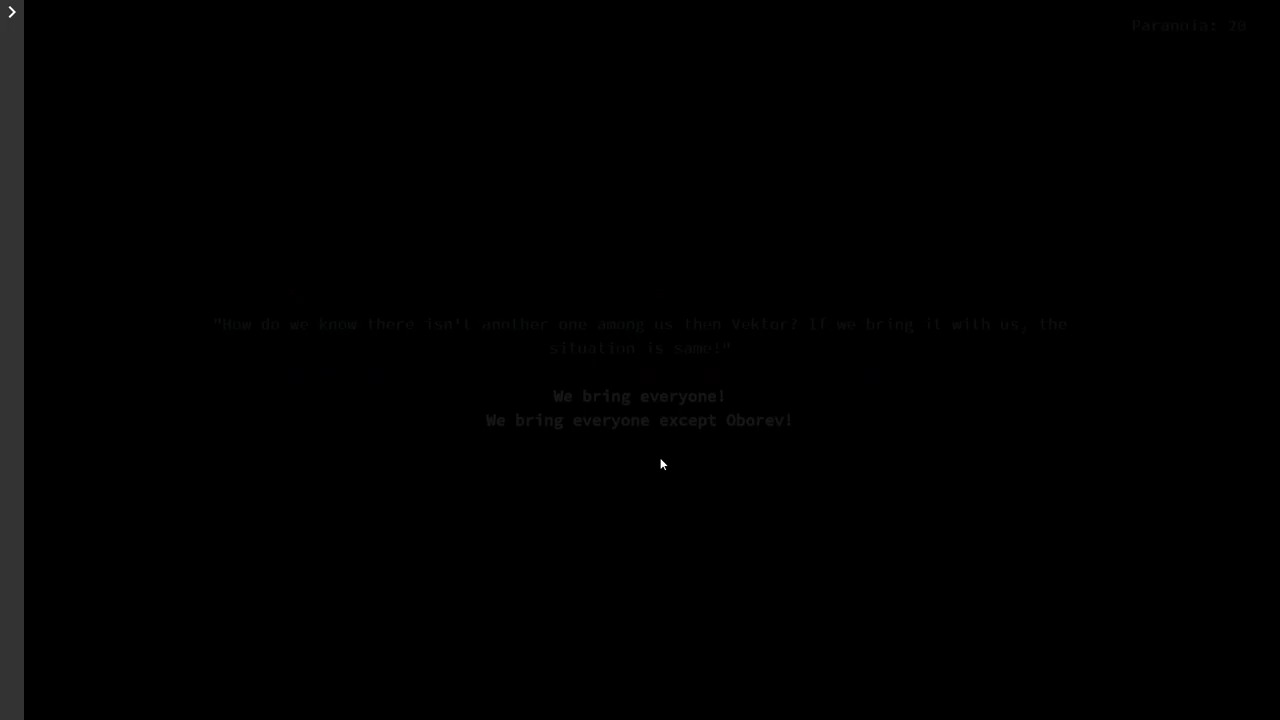 Paranoia: 20
"How do we know there isn't another one among us then Vektor? If we bring it with us, the
situation is same!"
We bring everyone!
We bring everyone except Oborev!